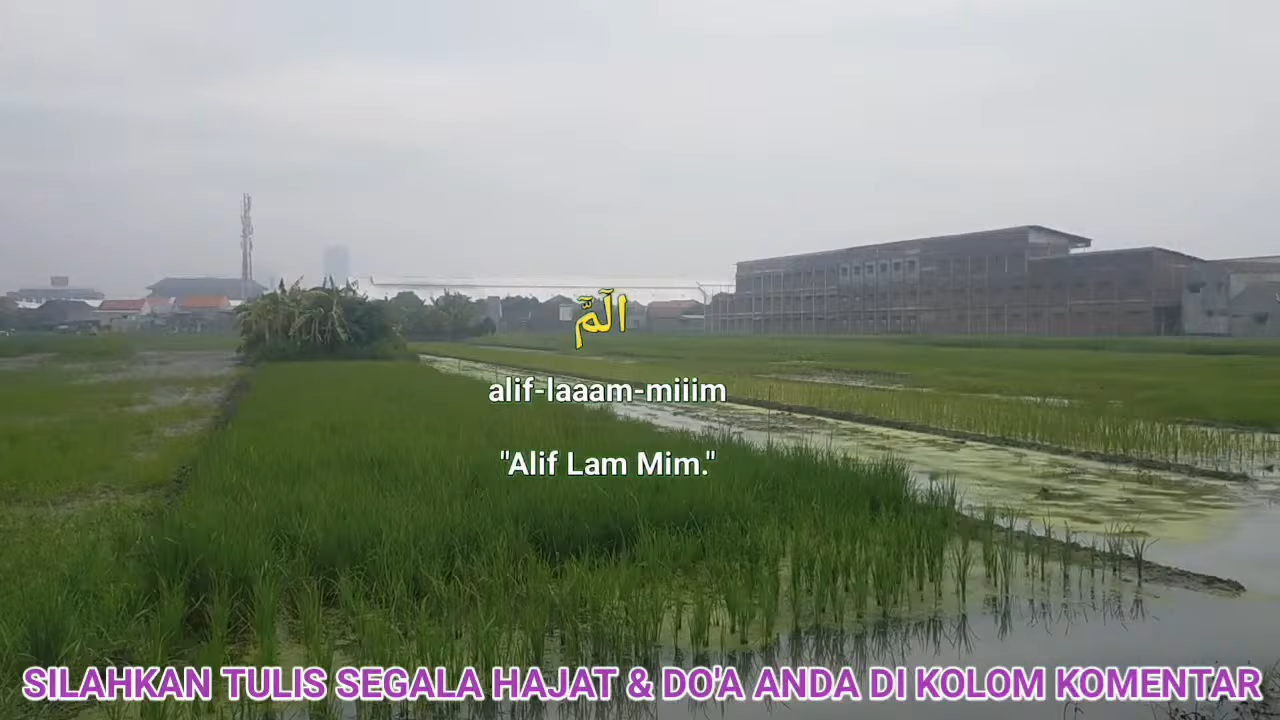 الٓمّٓ
alif-laaam-miiim
"Alif Lam Mim."
SILAHKAN TULIS SEGALA HAJAT & DO'A ANDA DI KOLOM KOMENTAR